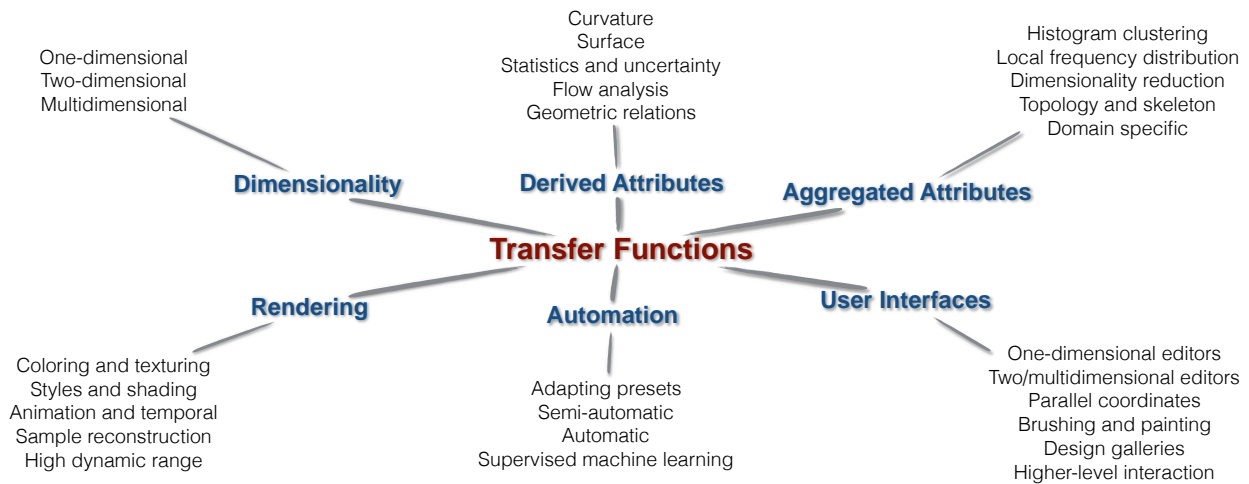 Curvature
Surface
Statistics and uncertainty
Flow analysis
Geometric relations
One-dimensional
Two-dimensional
Multidimensional
Histogram clustering
Local frequency distribution
Dimensionality reduction
Topology and skeleton
Domain specific
Dimensionality
Derived Attributes
Aggregated Attributes
Transfer Functions
Rendering
Automation
User Interfaces
Coloring and texturing
Styles and shading
Animation and temporal
Sample reconstruction
High dynamic range
Adapting presets
Semi-automatic
Automatic
Supervised machine learning
One-dimensional editors
Two/multidimensional editors
Parallel coordinates
Brushing and painting
Design galleries
Higher-level interaction